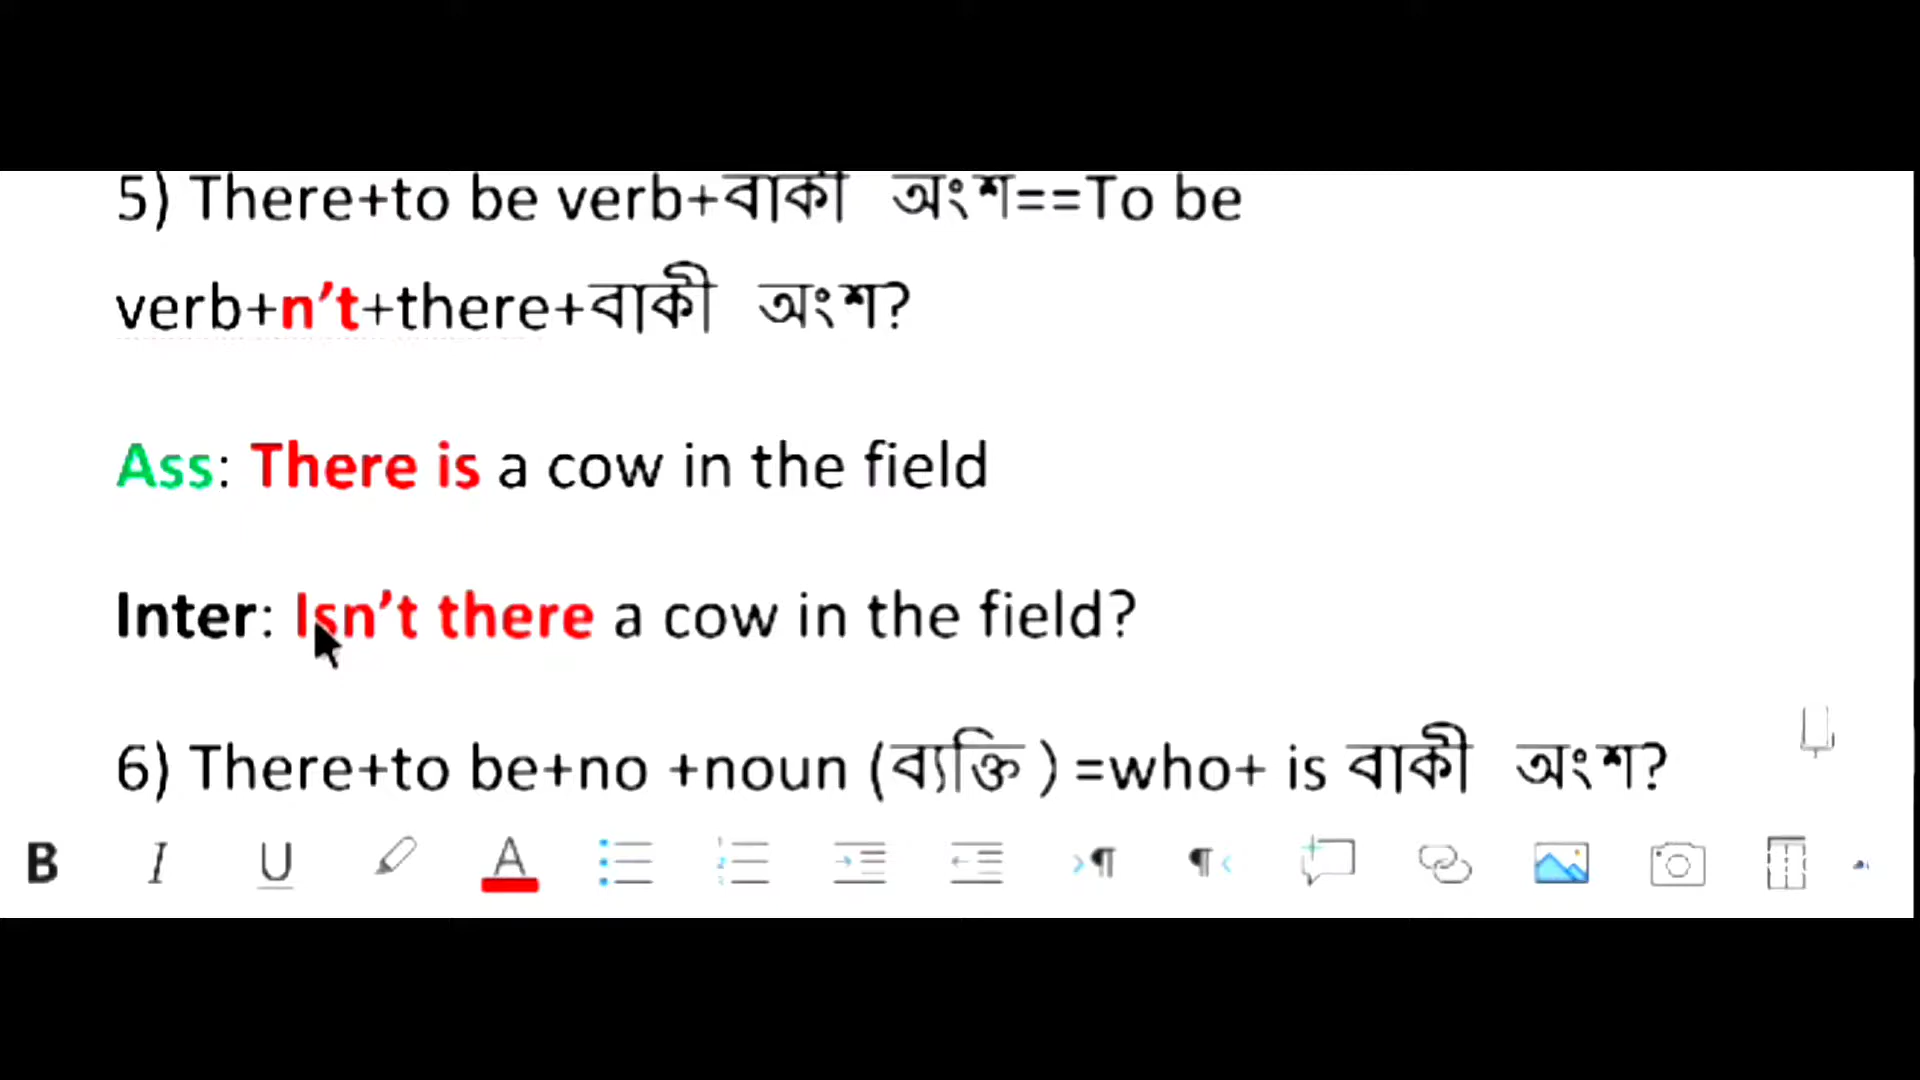 5) There+to be verb+বাকী অংশ==To be
verb+n’t+there+বাকী অংশ?
Ass: There is a cow in the field
Inter: Isn’t there a cow in the field?
6) There+to be+no +noun (ব্যক্তি ) =who+ is বাকী অংশ?
B I U A